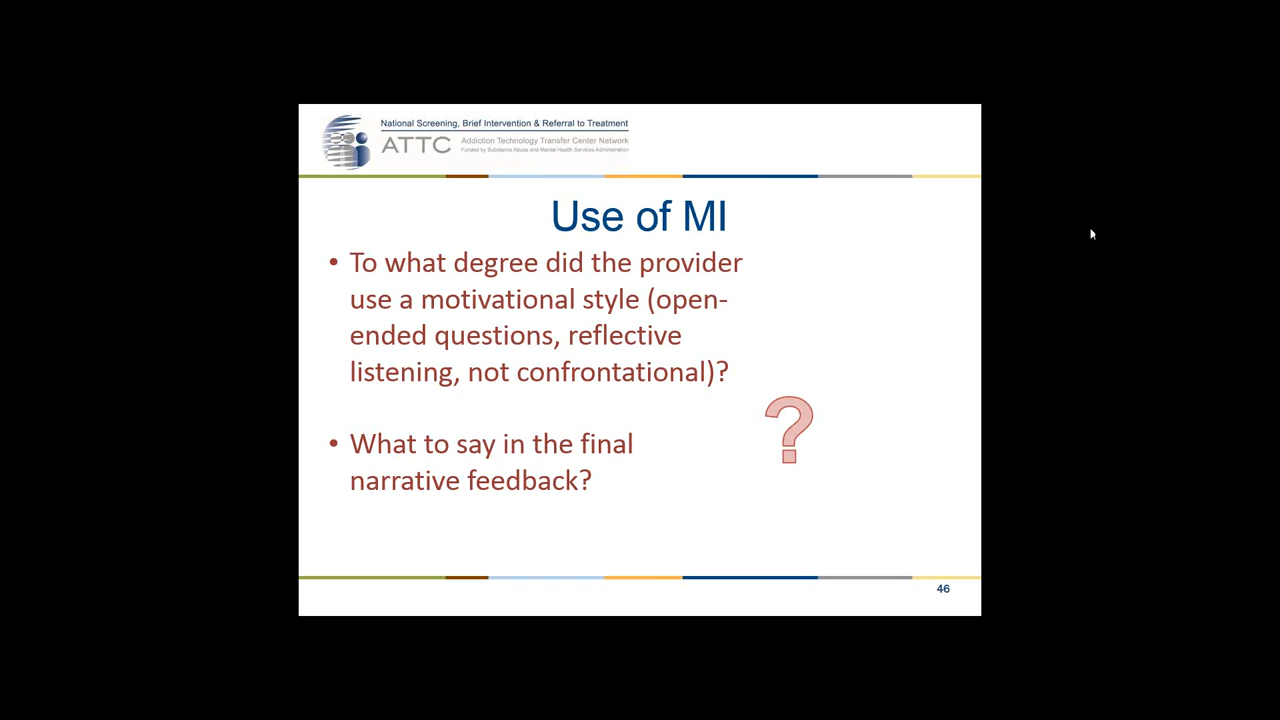 National Screening, Brief Intervention & Referral to Treatment
ATTC
Addiction Technology Transfer Center Network
Funded by Substance Abuse and Mental Health Services Administration
Use of MI
• To what degree did the provider
use a motivational style (open-
ended questions, reflective
listening, not confrontational)?
?
• What to say in the final
narrative feedback?
46